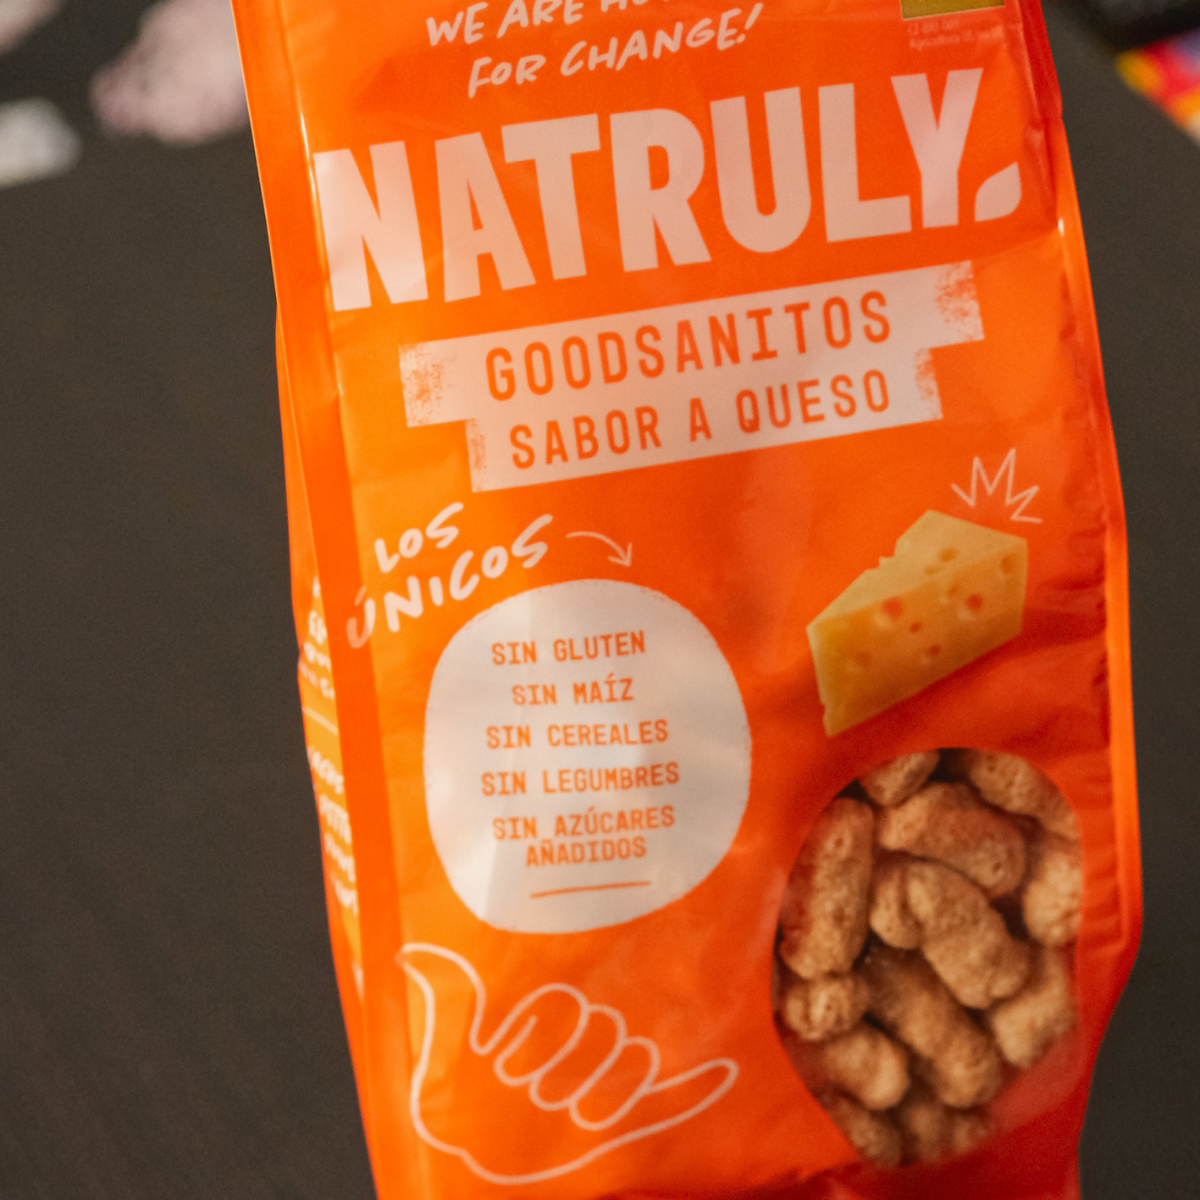 WE ARE
FOR CHANGE!
NATRULY.
GOODSANITOS
SABOR A QUESO
LOS
ÚNICOS
SIN GLUTEN
SIN MAÍZ
SIN CEREALES
SIN LEGUMBRES
SIN AZÚCARES
AÑADIDOS